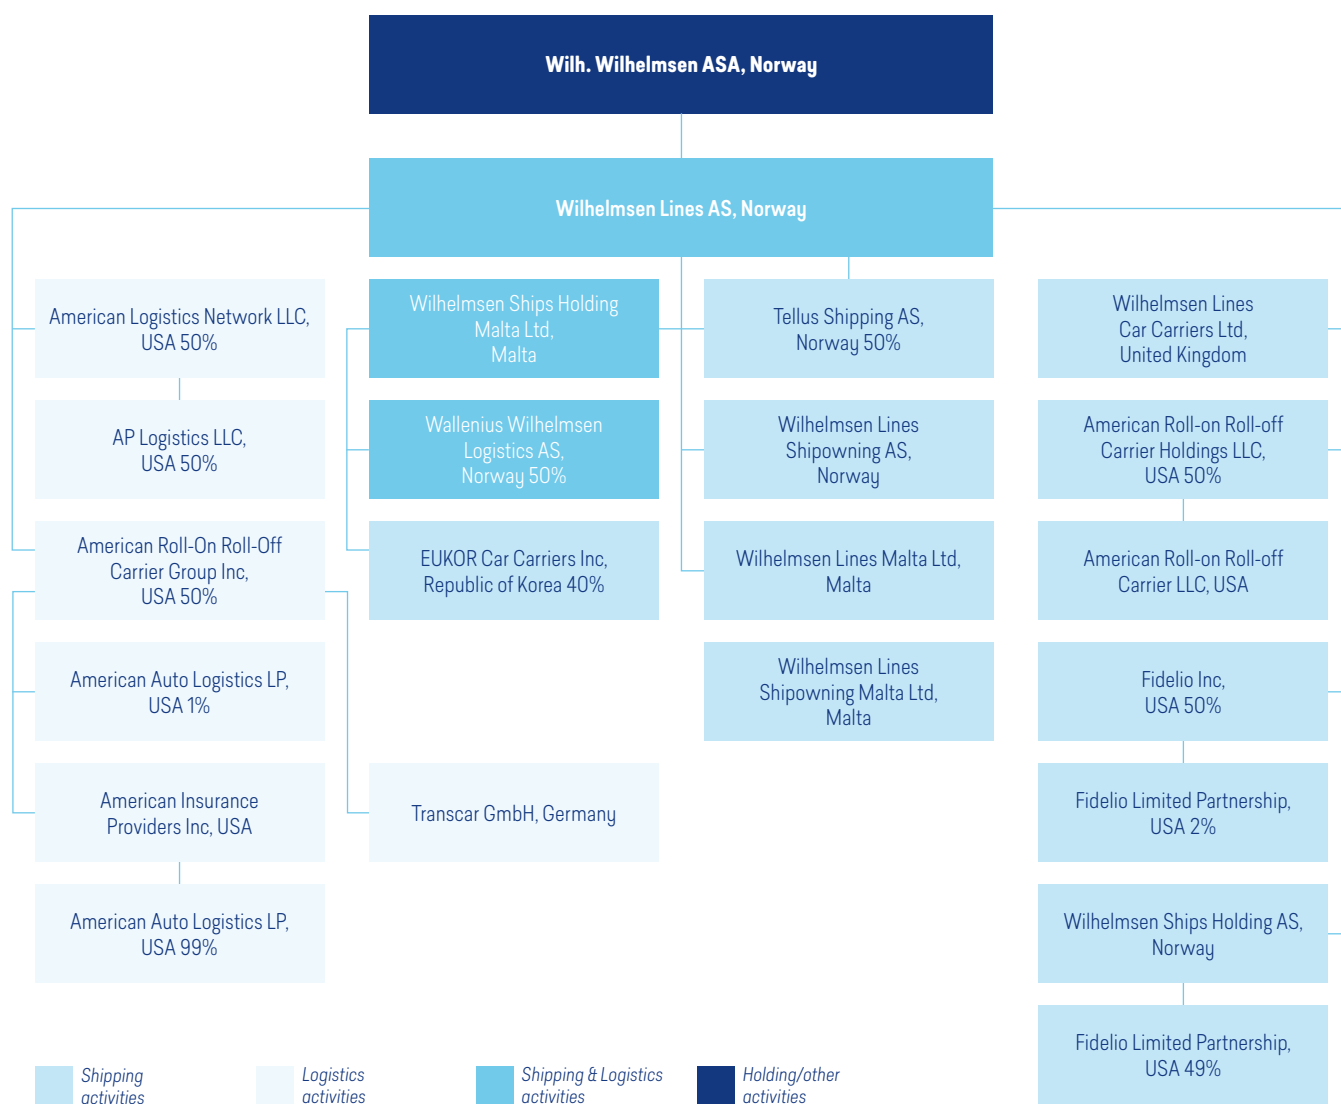 Wilh. Wilhelmsen ASA, Norway
Wilhelmsen Lines AS, Norway
American Logistics Network LLC,
USA 50%
AP Logistics LLC,
USA 50%
American Roll-On Roll-Off
Carrier Group Inc,
USA 50%
American Auto Logistics LP,
USA 1%
American Insurance
Providers Inc, USA
American Auto Logistics LP,
USA 99%
Wilhelmsen Ships Holding
Malta Ltd,
Malta
Wallenius Wilhelmsen
Logistics AS,
Norway 50%
EUKOR Car Carriers Inc,
Republic of Korea 40%
Transcar GmbH, Germany
Tellus Shipping AS,
Norway 50%
Wilhelmsen Lines
Shipowning AS,
Norway
Wilhelmsen Lines Malta Ltd,
Malta
Wilhelmsen Lines
Shipowning Malta Ltd,
Malta
Wilhelmsen Lines
Car Carriers Ltd,
United Kingdom
American Roll-on Roll-off
Carrier Holdings LLC,
USA 50%
American Roll-on Roll-off
Carrier LLC, USA
Fidelio Inc,
USA 50%
Fidelio Limited Partnership,
USA 2%
Wilhelmsen Ships Holding AS,
Norway
Fidelio Limited Partnership,
USA 49%
Shipping
activities
Logistics
activities
Shipping & Logistics
activities
Holding/other
activities